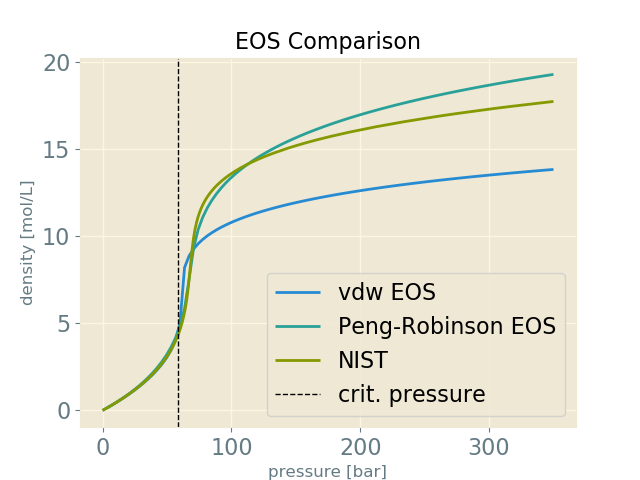 EOS Comparison
density [mol/L]
20
15
10
5
0
vdw EOS
Peng-Robinson EOS
NIST
crit. pressure
0 100 200 300
pressure [bar]